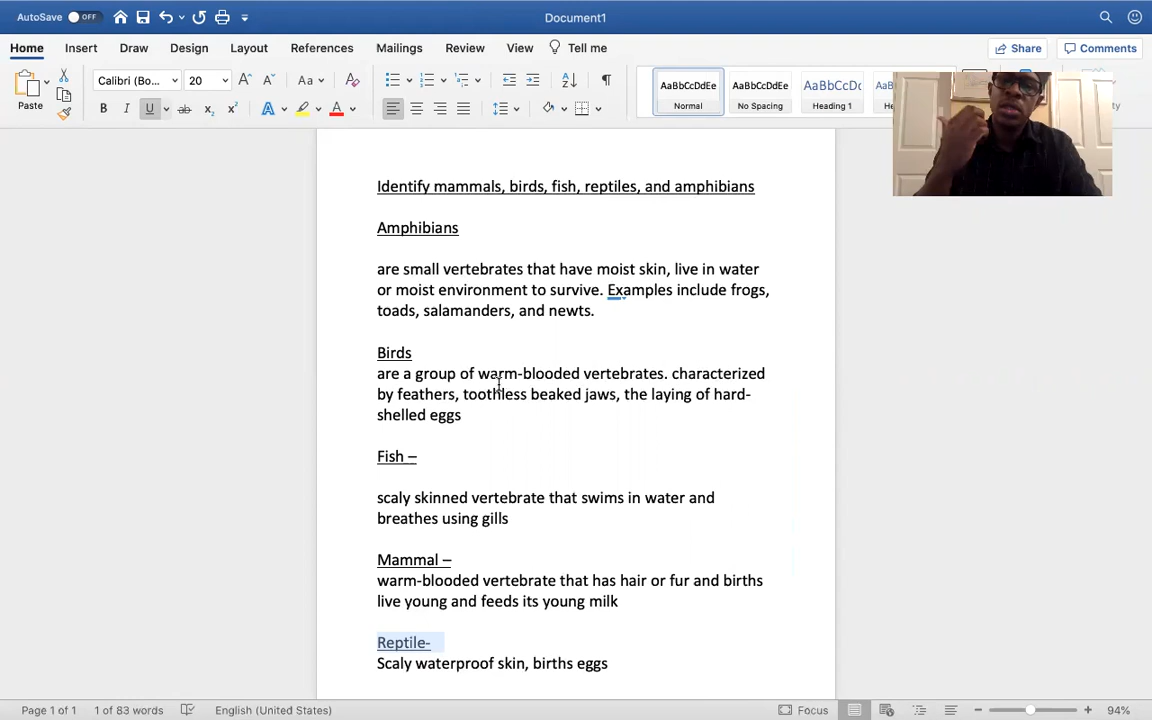 AutoSave OFF Document1
Home Insert Draw Design Layout References Mailings Review View Tell me Share Comments
Paste Calibri (Bo... 20 Aa AaBbCcDdEe Normal AaBbCcDdEe No Spacing AaBbCcDc Heading 1
Identify mammals, birds, fish, reptiles, and amphibians
Amphibians
are small vertebrates that have moist skin, live in water
or moist environment to survive. Examples include frogs,
toads, salamanders, and newts.
Birds
are a group of warm-blooded vertebrates. characterized
by feathers, toothless beaked jaws, the laying of hard-
shelled eggs
Fish –
scaly skinned vertebrate that swims in water and
breathes using gills
Mammal –
warm-blooded vertebrate that has hair or fur and births
live young and feeds its young milk
Reptile-
Scaly waterproof skin, births eggs
Page 1 of 1 1 of 83 words English (United States) Focus 94%